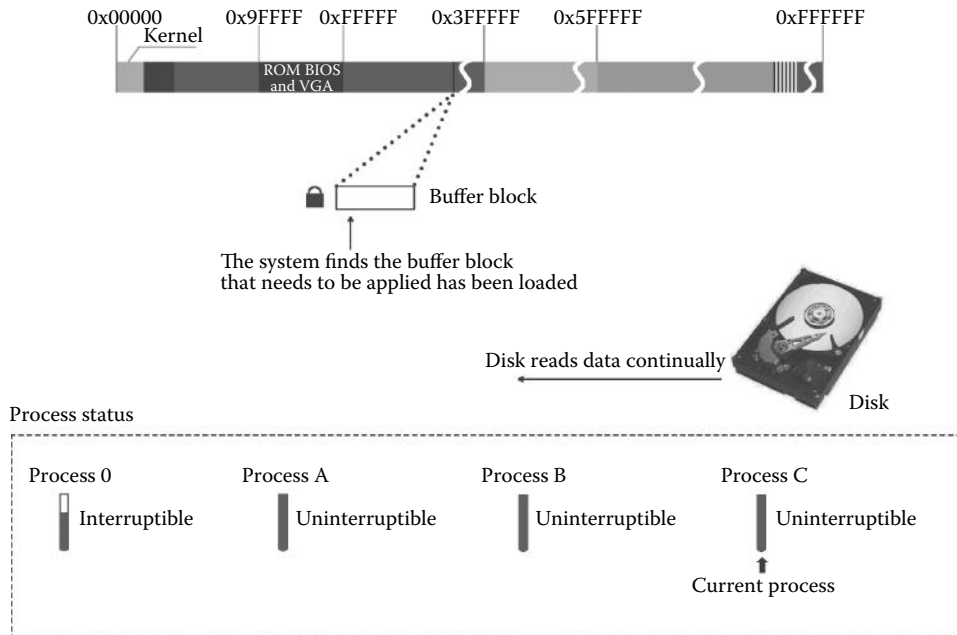 0x00000 0x9FFFF 0xFFFFF 0x3FFFFF 0x5FFFFF 0xFFFFFF
Kernel
ROM BIOS
and VGA
Buffer block
The system finds the buffer block
that needs to be applied has been loaded
Disk reads data continually
Disk
Process status
Process 0 Process A Process B Process C
Interruptible Uninterruptible Uninterruptible Uninterruptible
Current process